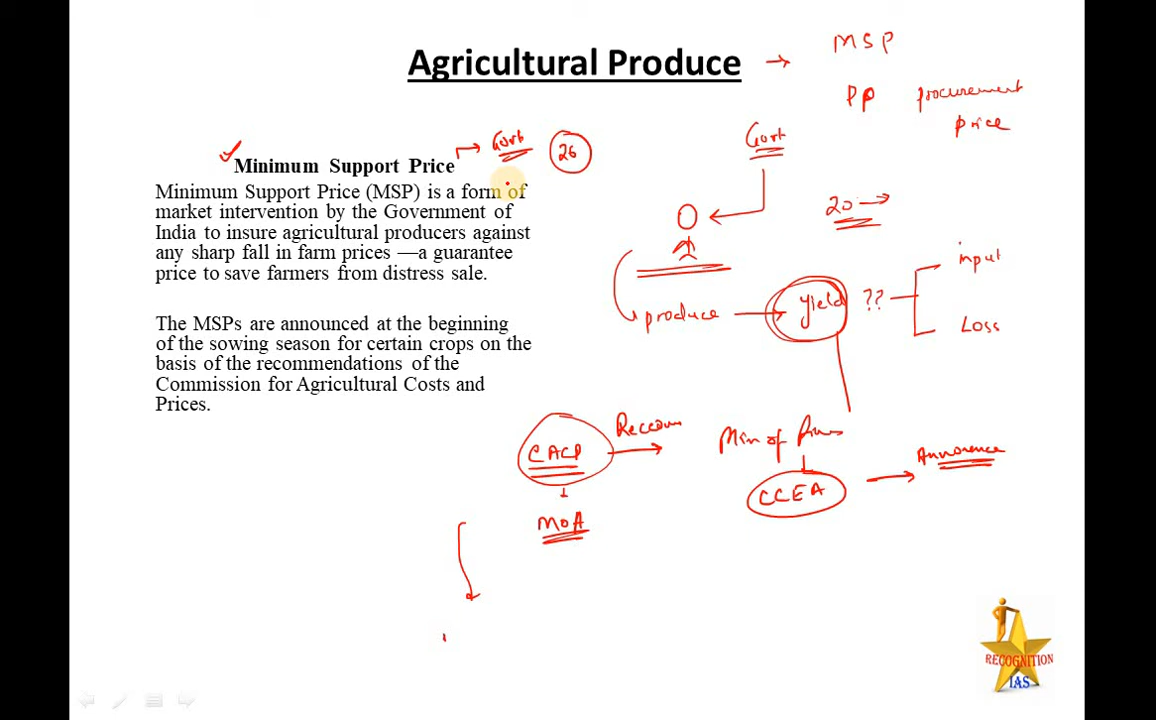 Agricultural Produce → MSP
PP procurement
price
Govt
✓ Minimum Support Price → Govt 26
Minimum Support Price (MSP) is a form of
market intervention by the Government of
India to insure agricultural producers against
any sharp fall in farm prices —a guarantee
price to save farmers from distress sale.
20 →
input
produce → yield ??
Loss
The MSPs are announced at the beginning
of the sowing season for certain crops on the
basis of the recommendations of the
Commission for Agricultural Costs and
Prices.
CACP → Reccom
Min of
CCEA → Announce
MOA
RECOGNITION
IAS